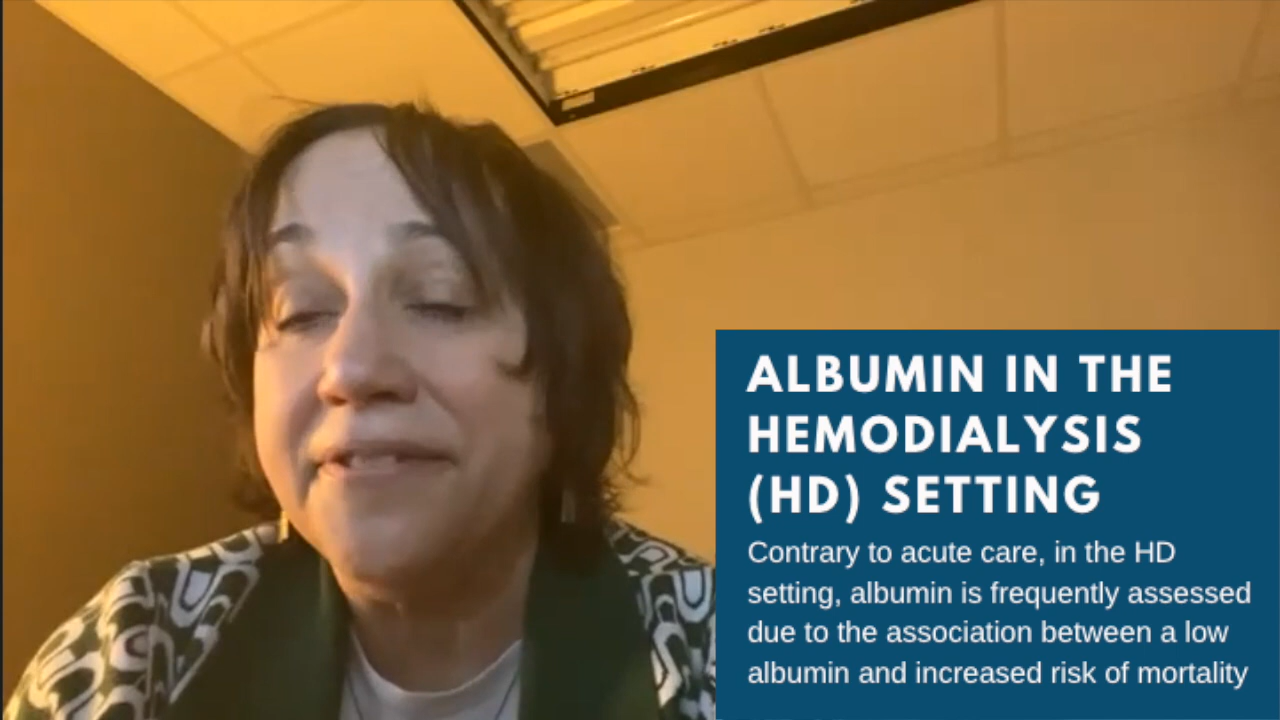 ALBUMIN IN THE
HEMODIALYSIS
(HD) SETTING
Contrary to acute care, in the HD
setting, albumin is frequently assessed
due to the association between a low
albumin and increased risk of mortality